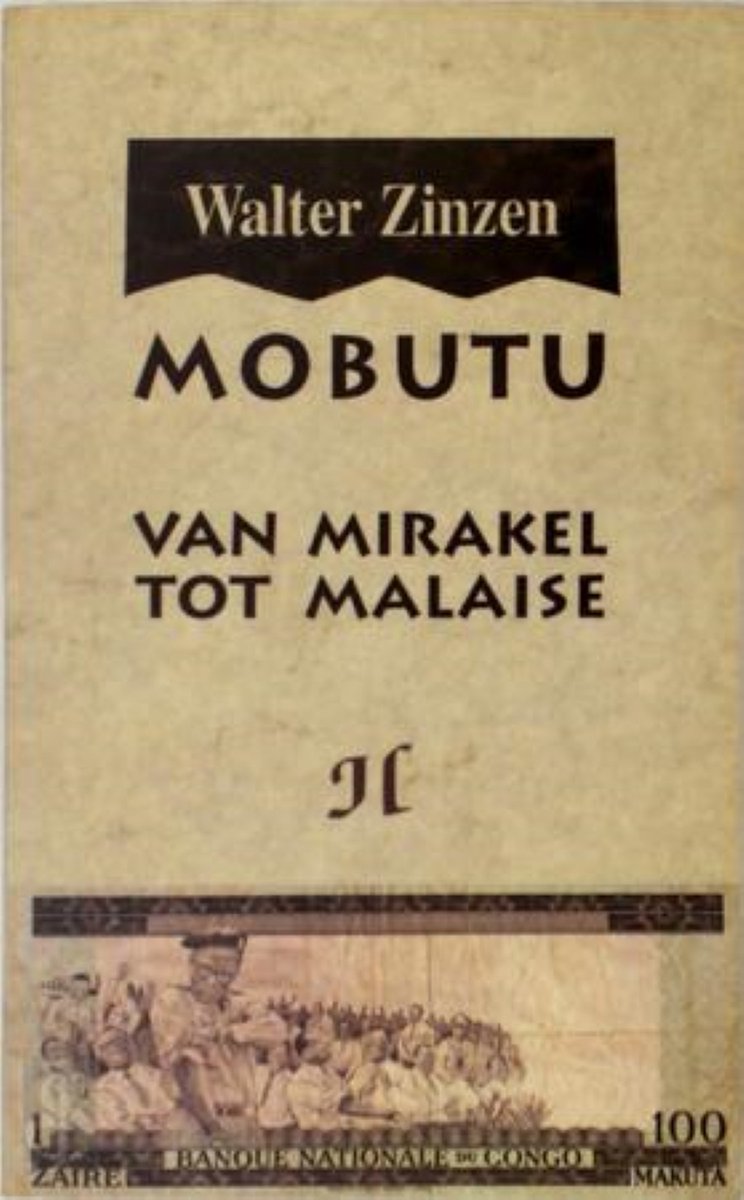 Walter Zinzen
MOBUTU
VAN MIRAKEL
TOT MALAISE
1
100
BANQUE NATIONALE DU CONGO
ZAIRE
MAKUTA